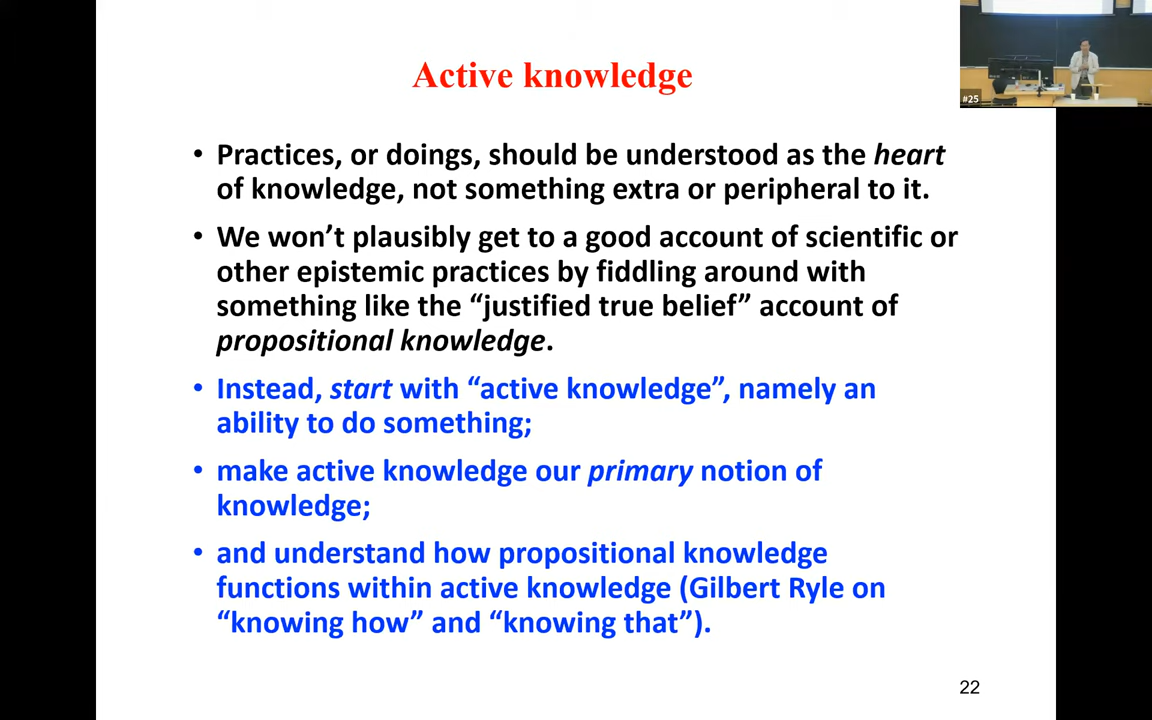 Active knowledge
#25
• Practices, or doings, should be understood as the heart
of knowledge, not something extra or peripheral to it.
• We won’t plausibly get to a good account of scientific or
other epistemic practices by fiddling around with
something like the “justified true belief” account of
propositional knowledge.
• Instead, start with “active knowledge”, namely an
ability to do something;
• make active knowledge our primary notion of
knowledge;
• and understand how propositional knowledge
functions within active knowledge (Gilbert Ryle on
“knowing how” and “knowing that”).
22